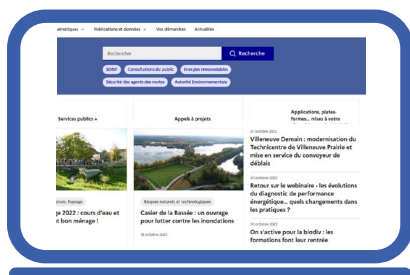 Thématiques Publications et données Vos démarches Actualités
Rechercher Recherche
SDRIF Consultations du public Energies renouvelables
Sécurité des agents des routes Autorité Environnementale
Services publics + Appels à projets
Applications, plates-
formes... mises à votre
21 octobre 2022
Villeneuve Demain : modernisation du
Technicentre de Villeneuve Prairie et
mise en service du convoyeur de
déblais
20 octobre 2022
Retour sur le webinaire - les évolutions
du diagnostic de performance
énergétique... quels changements dans
les pratiques ?
20 octobre 2022
On s'active pour la biodiv : les
formations font leur rentrée
Paysage
Risques naturels et technologiques
2022 : cours d'eau et
bon ménage !
Casier de la Bassée : un ouvrage
pour lutter contre les inondations
octobre 2022